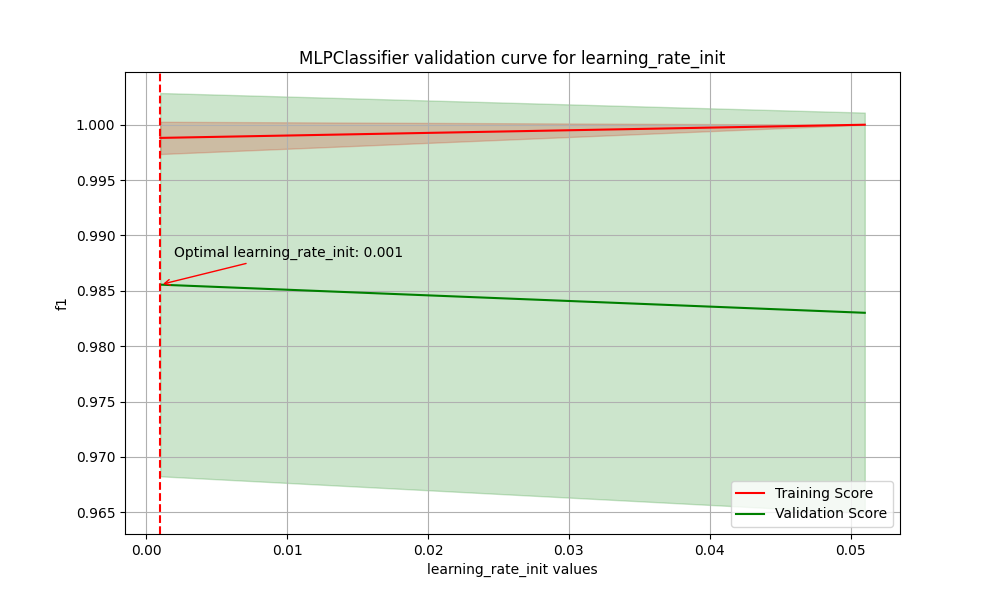 MLPClassifier validation curve for learning_rate_init
f1
1.000
0.995
0.990
0.985
0.980
0.975
0.970
0.965
Optimal learning_rate_init: 0.001
Training Score
Validation Score
0.00 0.01 0.02 0.03 0.04 0.05
learning_rate_init values